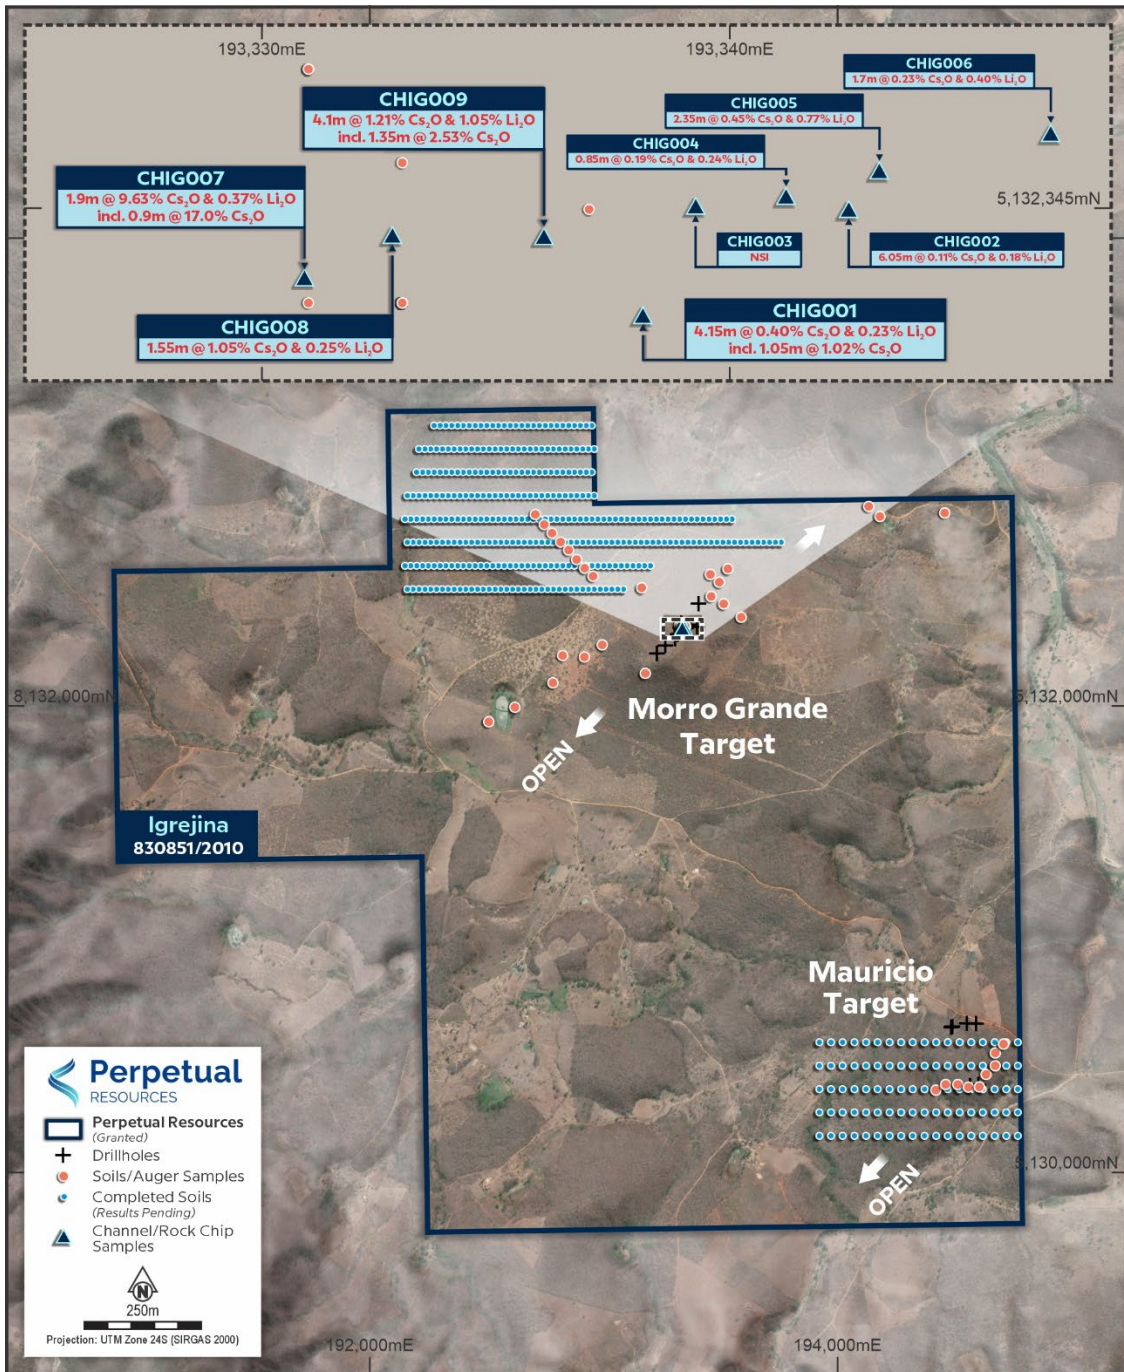 193,330mE
193,340mE
CHIG006
1.7m @ 0.23% Cs₂O & 0.40% Li₂O
CHIG009
4.1m @ 1.21% Cs₂O & 1.05% Li₂O
incl. 1.35m @ 2.53% Cs₂O
CHIG005
2.35m @ 0.45% Cs₂O & 0.77% Li₂O
CHIG004
0.85m @ 0.19% Cs₂O & 0.24% Li₂O
CHIG007
1.9m @ 9.63% Cs₂O & 0.37% Li₂O
incl. 0.9m @ 17.0% Cs₂O
5,132,345mN
CHIG003
NSI
CHIG002
6.05m @ 0.11% Cs₂O & 0.18% Li₂O
CHIG008
1.55m @ 1.05% Cs₂O & 0.25% Li₂O
CHIG001
4.15m @ 0.40% Cs₂O & 0.23% Li₂O
incl. 1.05m @ 1.02% Cs₂O
8,132,000mN
5,132,000mN
Morro Grande
Target
OPEN
Igrejina
830851/2010
Mauricio
Target
OPEN
5,130,000mN
Perpetual
RESOURCES
Perpetual Resources
(Granted)
Drillholes
Soils/Auger Samples
Completed Soils
(Results Pending)
Channel/Rock Chip
Samples
N
250m
Projection: UTM Zone 24S (SIRGAS 2000)
192,000mE
194,000mE